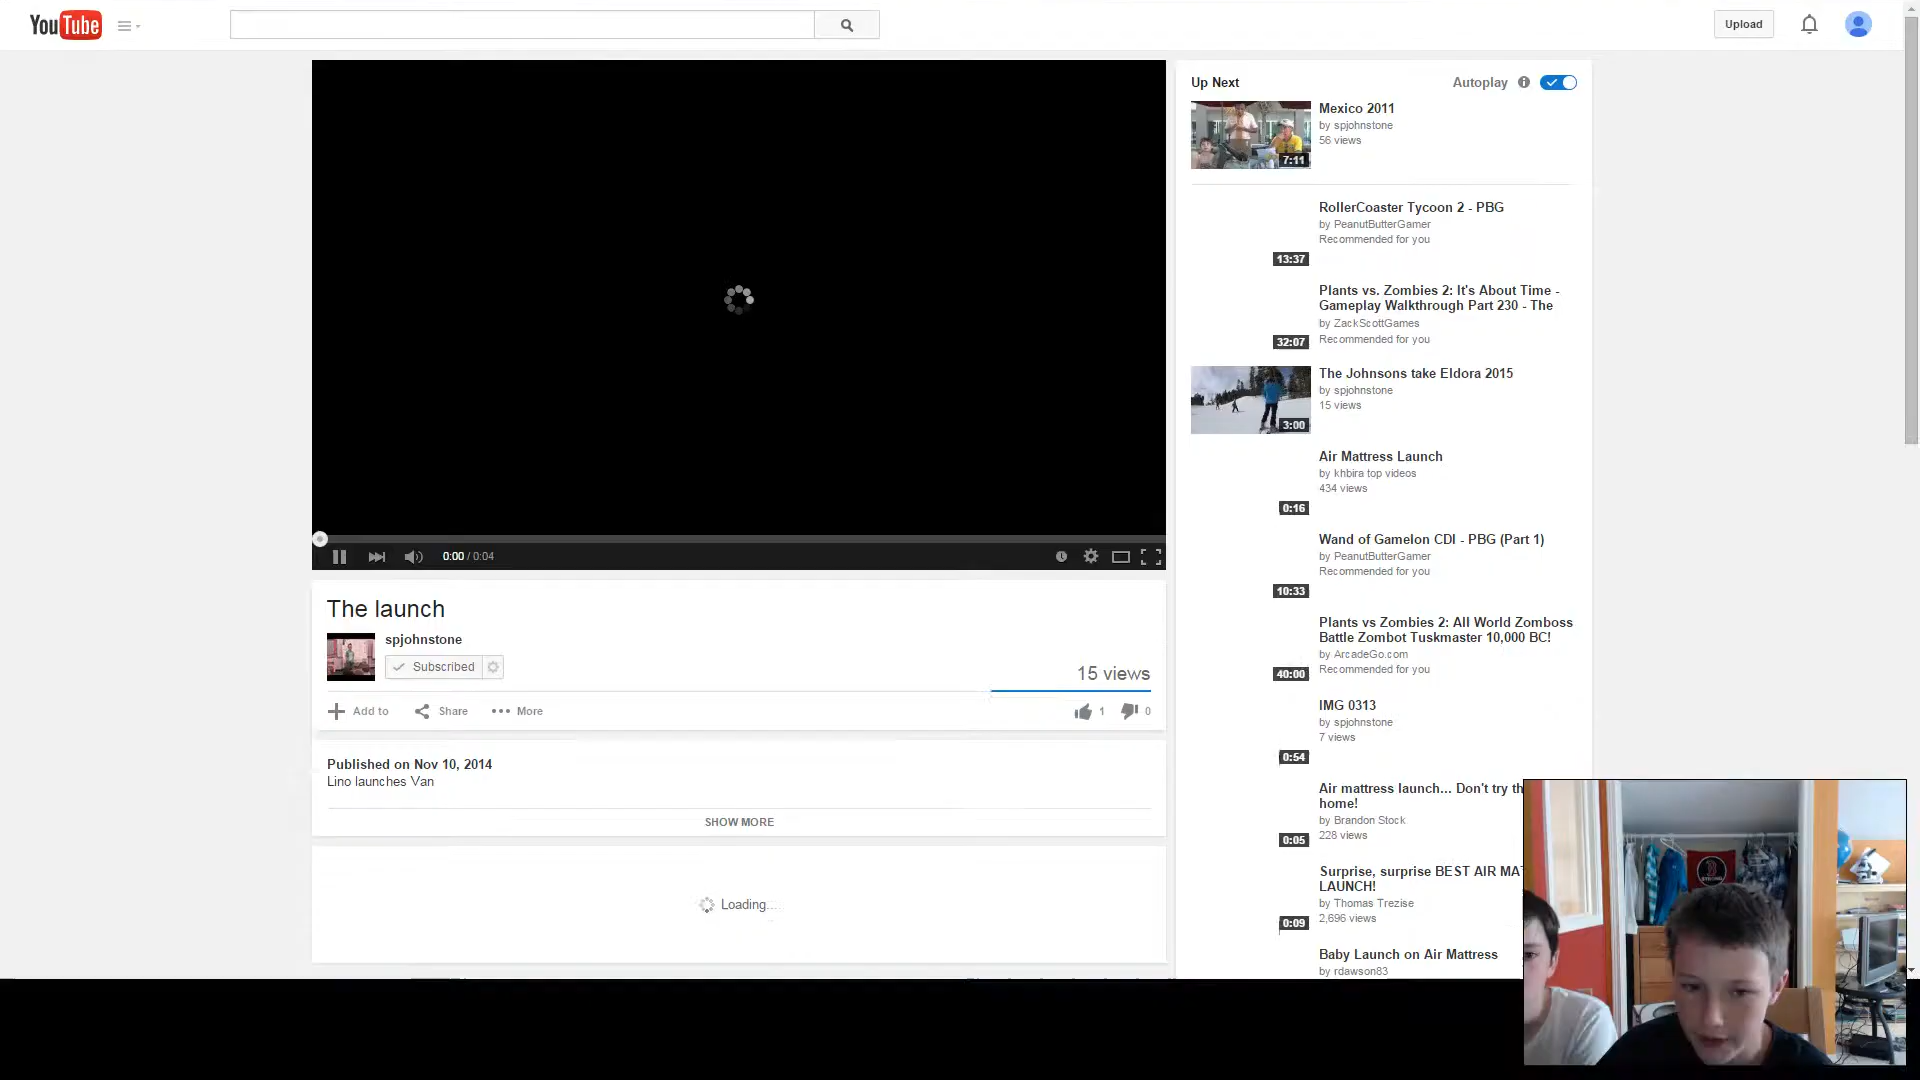 YouTube
Upload
Up Next
Autoplay
Mexico 2011
by spjohnstone
56 views
7:11
RollerCoaster Tycoon 2 - PBG
by PeanutButterGamer
Recommended for you
13:37
Plants vs. Zombies 2: It's About Time -
Gameplay Walkthrough Part 230 - The
by ZackScottGames
Recommended for you
32:07
The Johnsons take Eldora 2015
by spjohnstone
15 views
3:00
Air Mattress Launch
by khbira top videos
434 views
0:16
Wand of Gamelon CDI - PBG (Part 1)
by PeanutButterGamer
Recommended for you
10:33
Plants vs Zombies 2: All World Zomboss
Battle Zombot Tuskmaster 10,000 BC!
by ArcadeGo.com
Recommended for you
40:00
IMG 0313
by spjohnstone
7 views
0:54
Air mattress launch... Don't try th
home!
by Brandon Stock
228 views
0:05
Surprise, surprise BEST AIR MA
LAUNCH!
by Thomas Trezise
2,696 views
0:09
Baby Launch on Air Mattress
by rdawson83
0:00 / 0:04
The launch
spjohnstone
Subscribed
15 views
Add to
Share
More
1
0
Published on Nov 10, 2014
Lino launches Van
SHOW MORE
Loading...